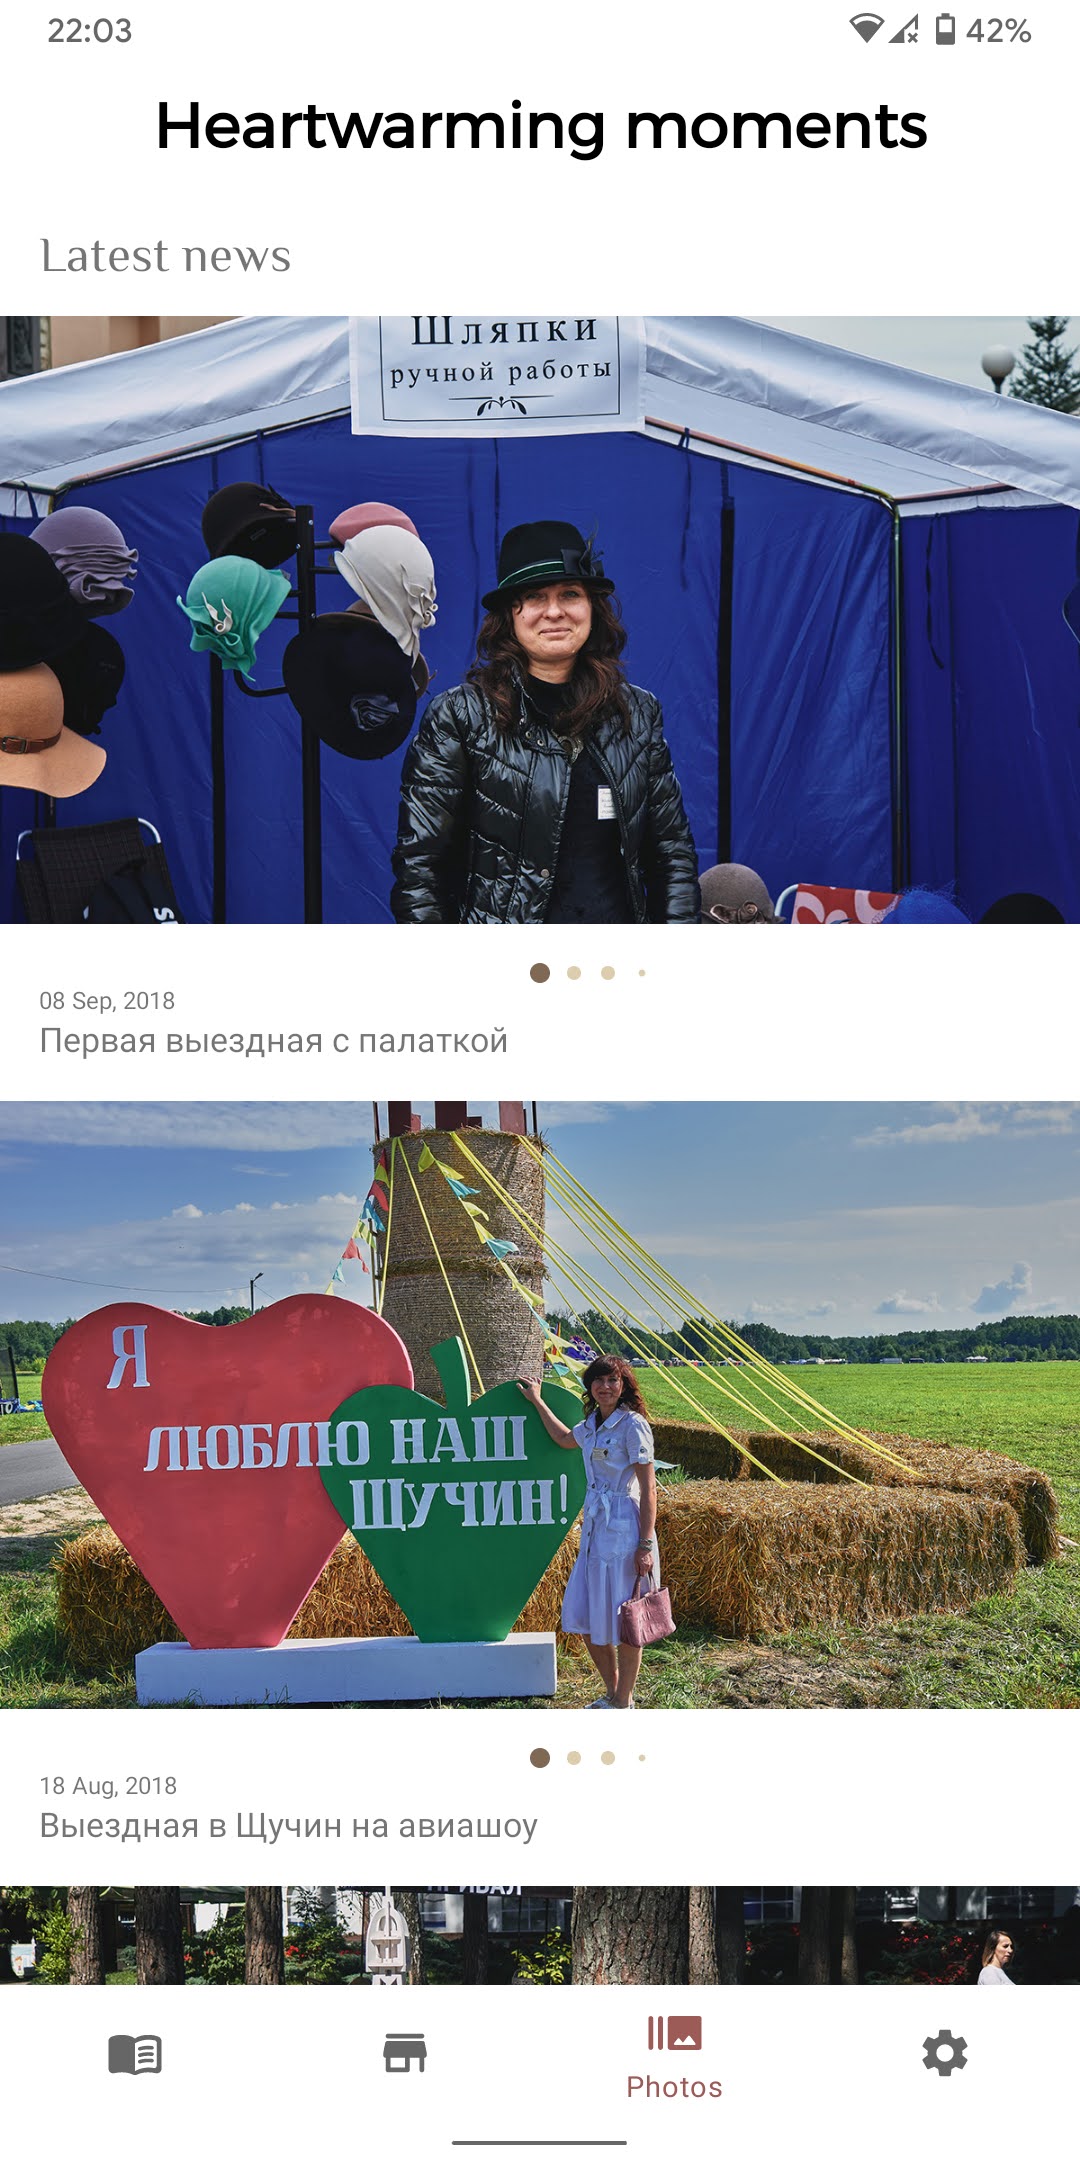 22:03
42%
Heartwarming moments
Latest news
Шляпки
ручной работы
08 Sep, 2018
Первая выездная с палаткой
Я
ЛЮБЛЮ НАШ
ЩУЧИН!
18 Aug, 2018
Выездная в Щучин на авиашоу
Photos